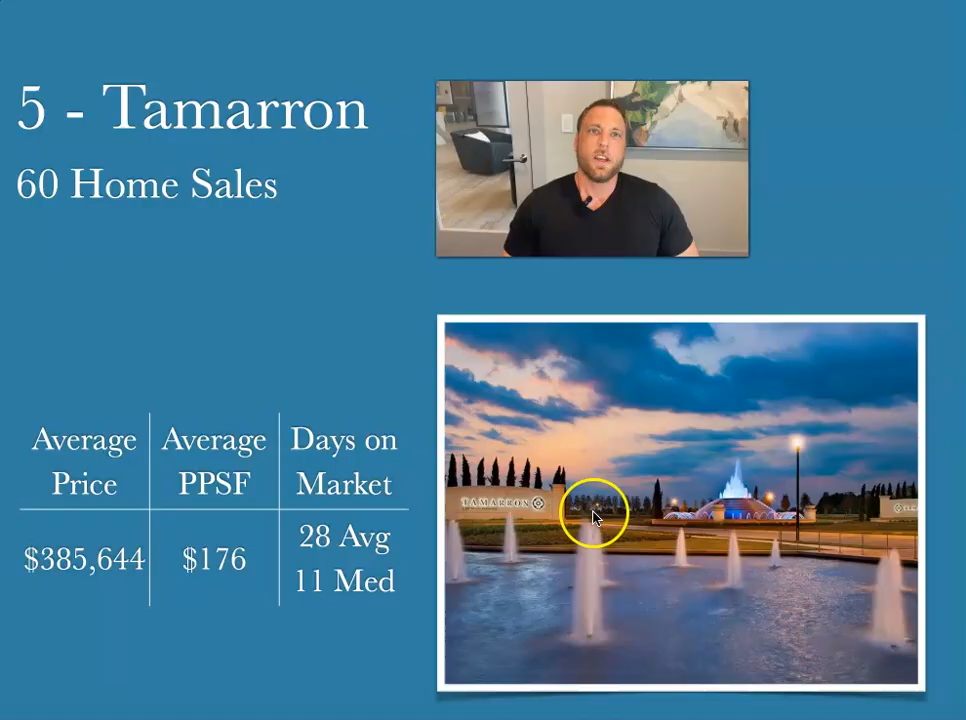 5 - Tamarron
60 Home Sales
Average Price
Average PPSF
Days on Market
$385,644
$176
28 Avg
11 Med
TAMARRON